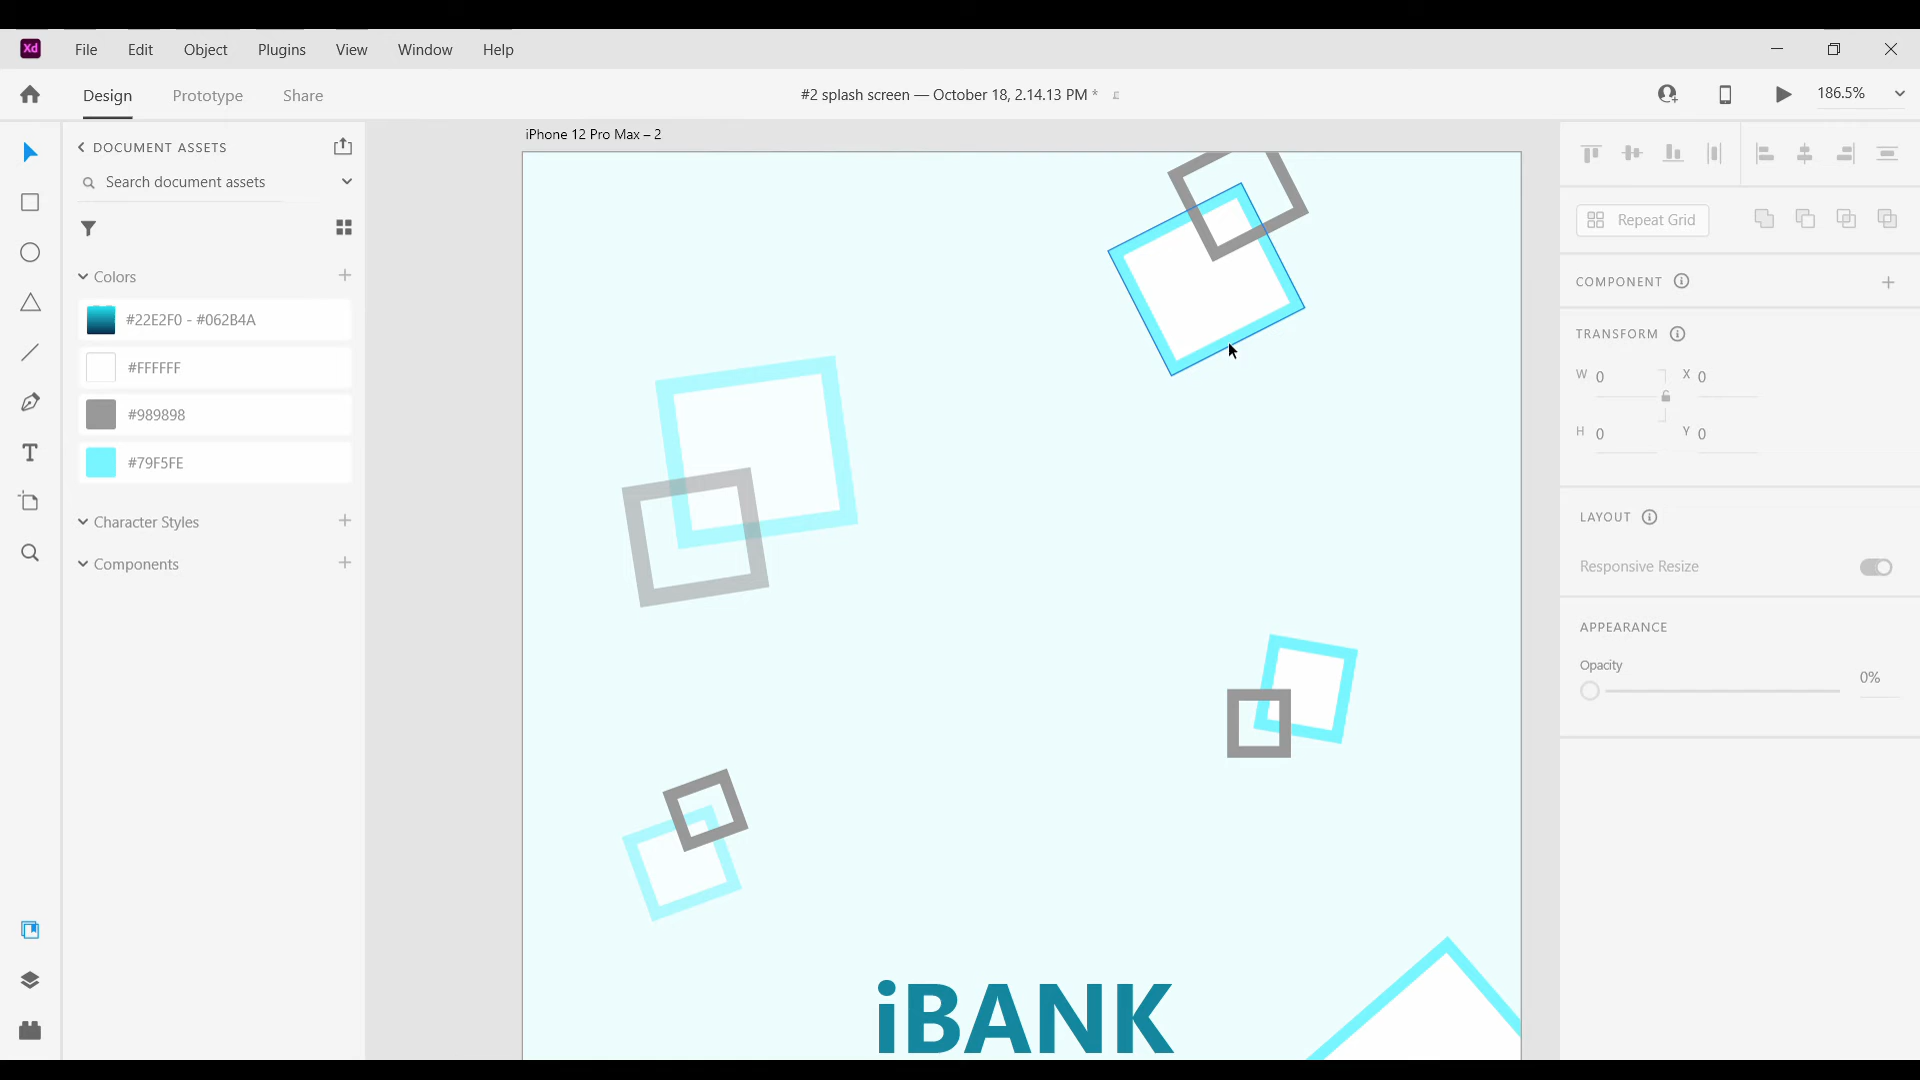 Xd File Edit Object Plugins View Window Help
Design Prototype Share #2 splash screen — October 18, 2.14.13 PM * 186.5%
iPhone 12 Pro Max – 2
DOCUMENT ASSETS
Search document assets
Colors
#22E2F0 - #062B4A
#FFFFFF
#989898
#79F5FE
Character Styles
Components
iBANK
Repeat Grid
COMPONENT
TRANSFORM
W 0 X 0
H 0 Y 0
LAYOUT
Responsive Resize
APPEARANCE
Opacity
0%